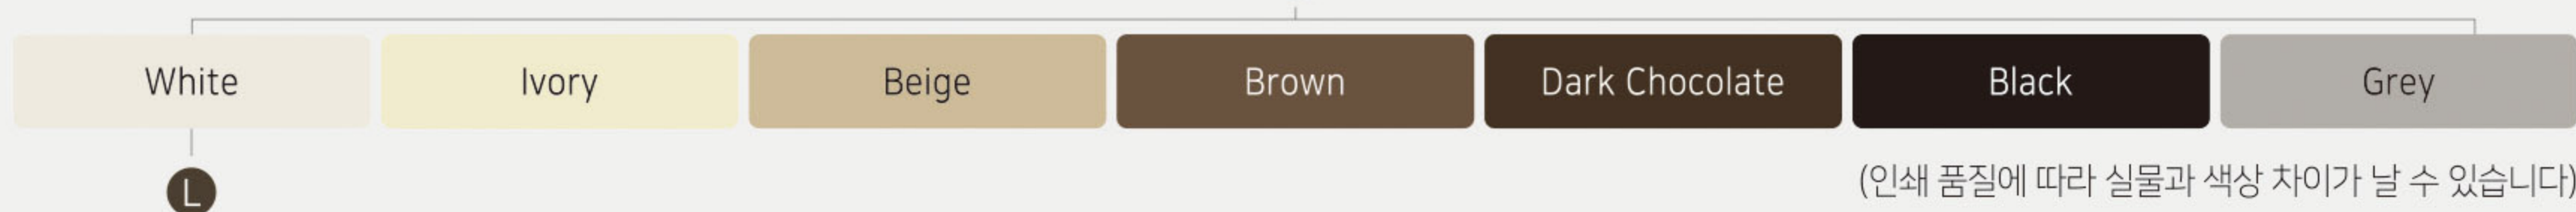 White Ivory Beige Brown Dark Chocolate Black Grey
L
(인쇄 품질에 따라 실물과 색상 차이가 날 수 있습니다)